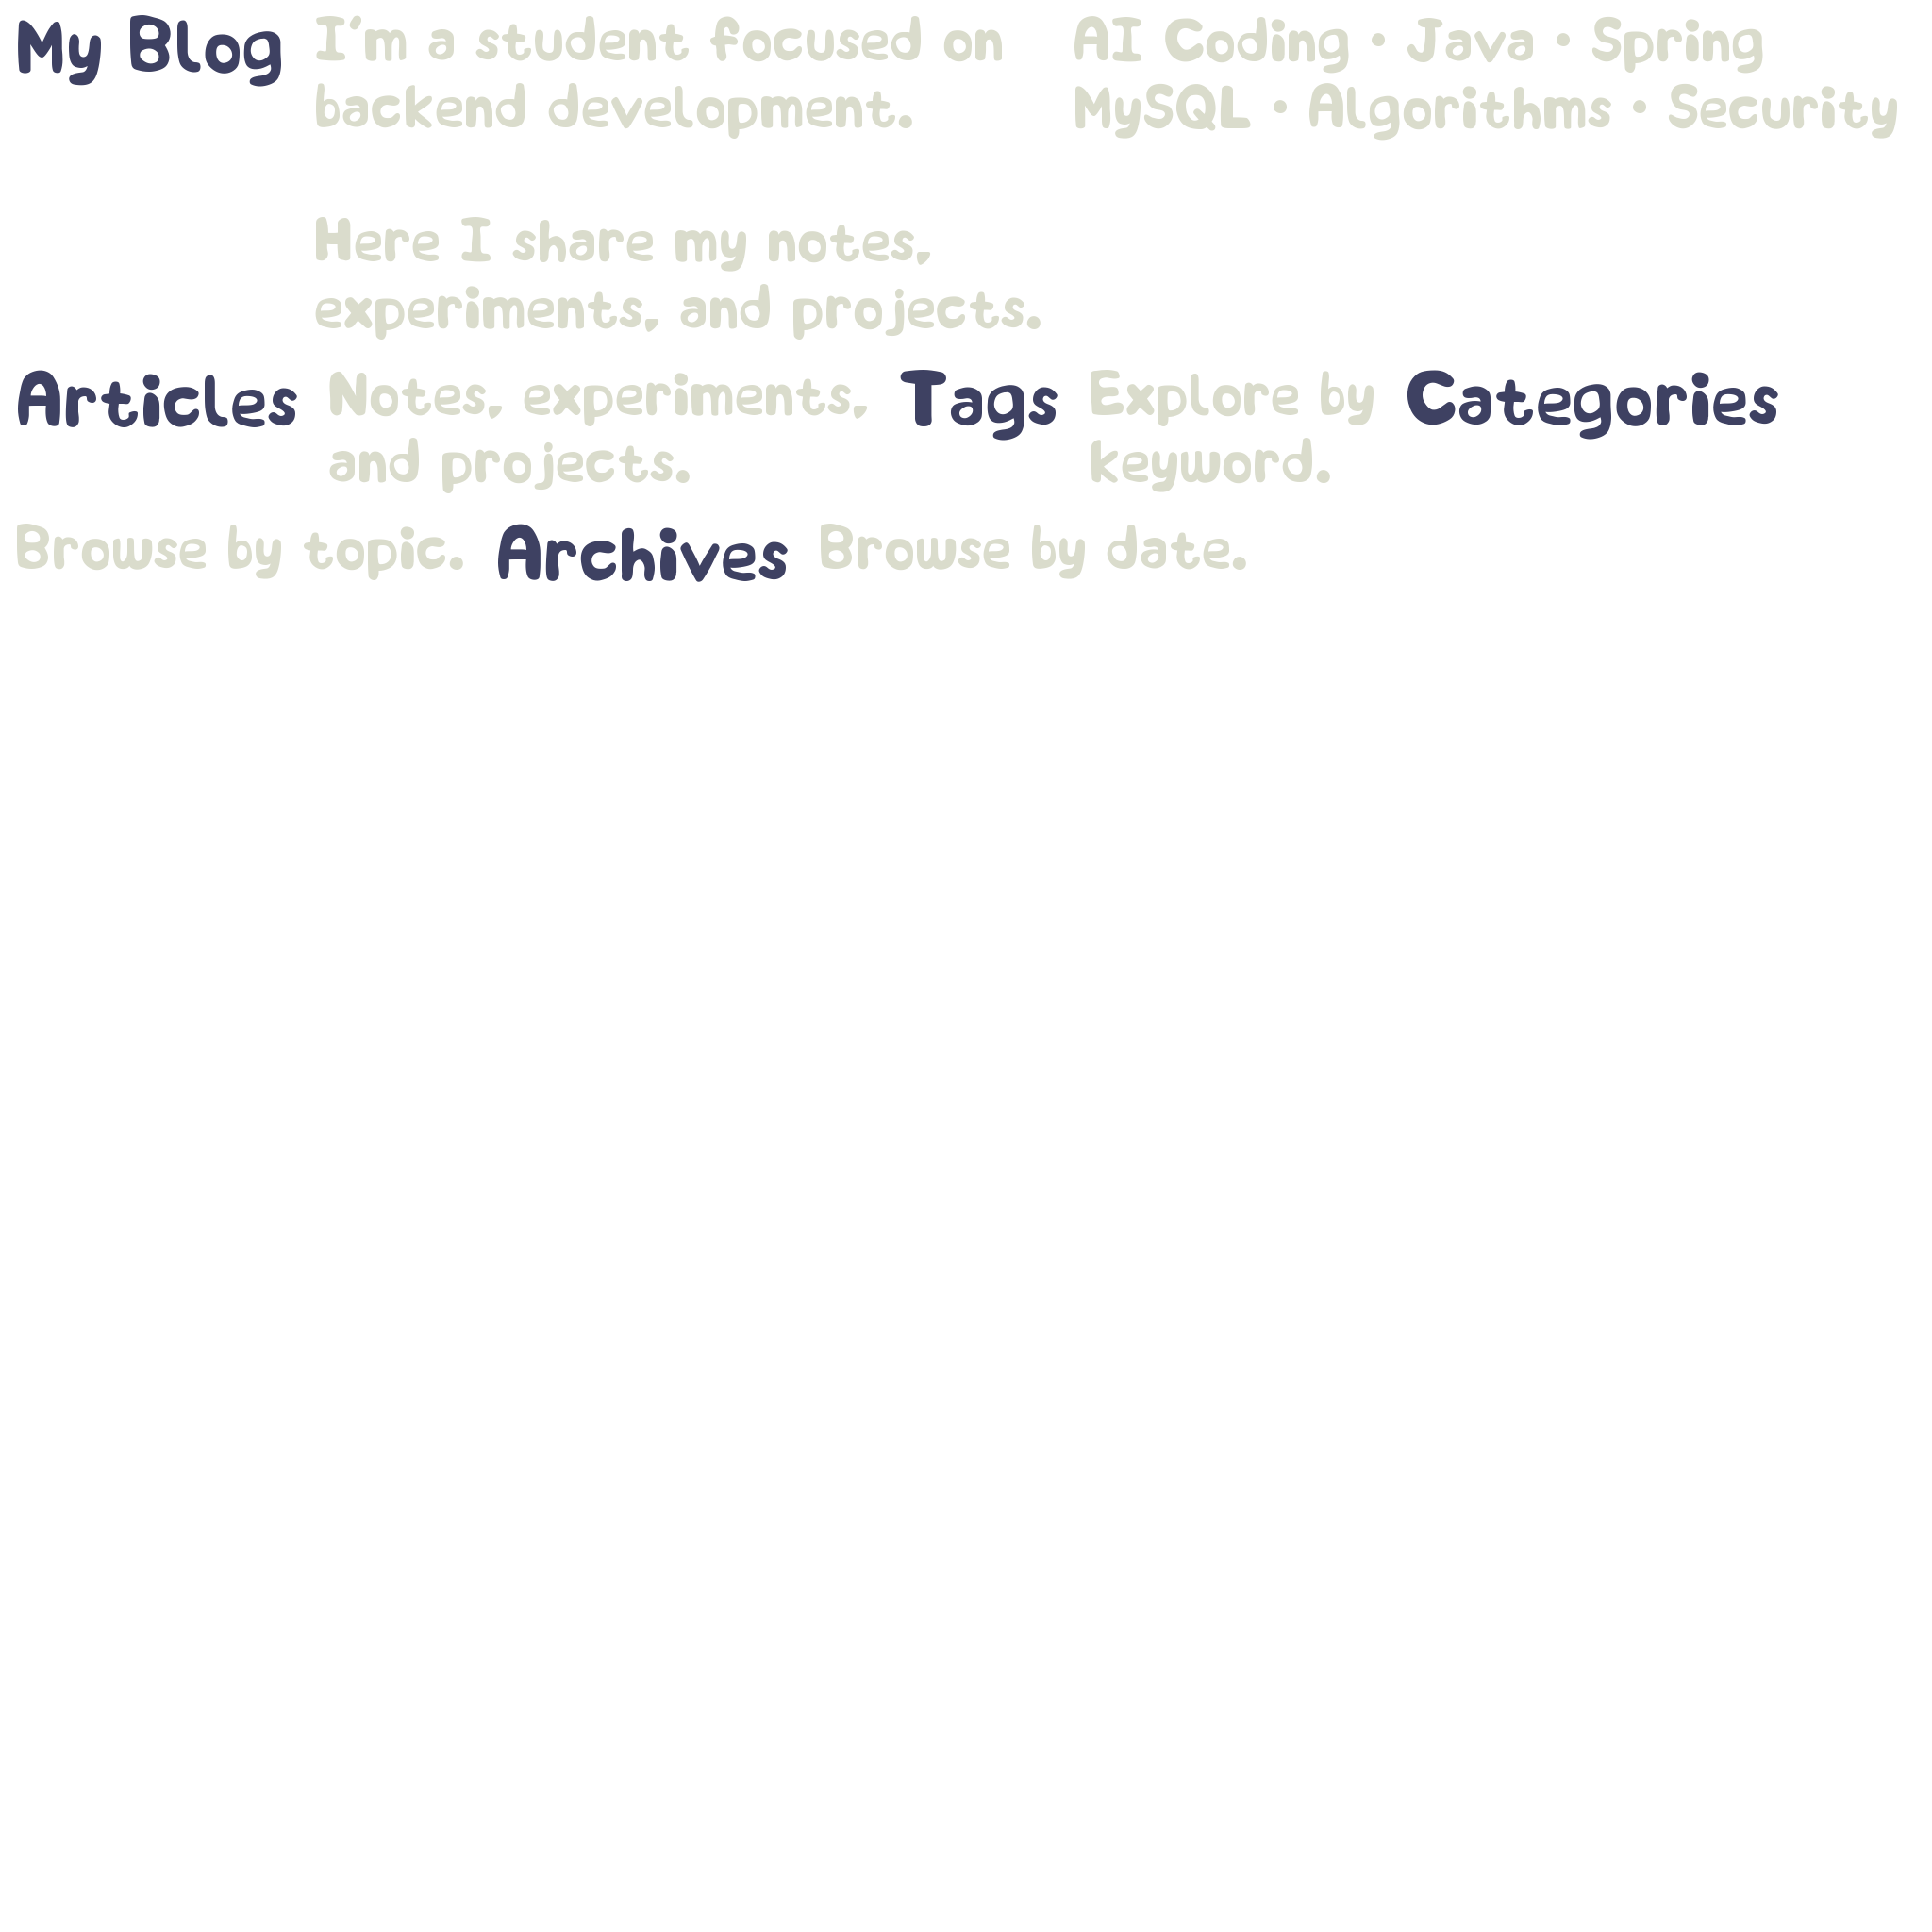 My Blog
I'm a student focused on
backend development.
Here I share my notes,
experiments, and projects.
AI Coding · Java · Spring
MySQL · Algorithms · Security
Articles
Notes, experiments,
and projects.
Tags
Explore by
keyword.
Categories
Browse by topic.
Archives
Browse by date.